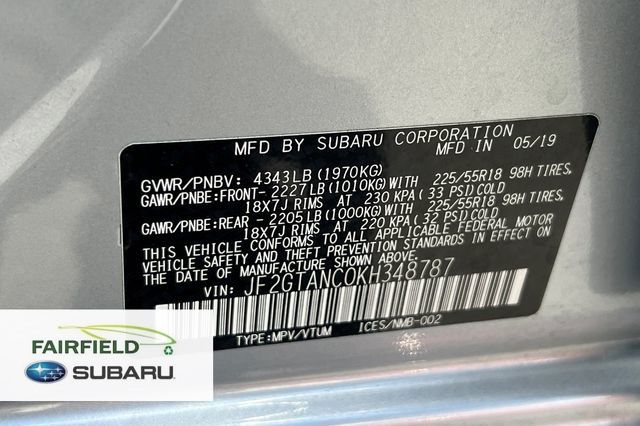 MFD BY SUBARU CORPORATION 05/19
GVWR/PNBV: 4343LB (1970KG)
GAWR/PNBE:FRONT- 2227LB (1010KG)WITH 225/55R18 98H TIRES,
18X7J RIMS AT 230 KPA (33 PSI)COLD
GAWR/PNBE:REAR - 2205LB (1000KG)WITH 225/55R18 98H TIRES,
18X7J RIMS AT 220 KPA (32 PSI)COLD
THIS VEHICLE CONFORMS TO ALL APPLICABLE FEDERAL MOTOR
VEHICLE SAFETY AND THEFT PREVENTION STANDARDS IN EFFECT ON
THE DATE OF MANUFACTURE SHOWN ABOVE.
VIN: JF2GTANC0KH348787
TYPE:MPV/VTUM ICES/NMB-002
FAIRFIELD
SUBARU